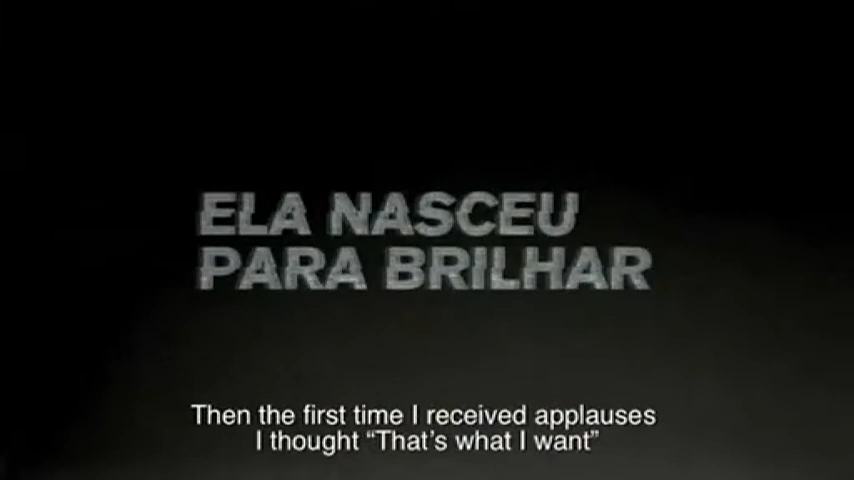 ELA NASCEU
PARA BRILHAR
Then the first time I received applauses
I thought “That’s what I want”